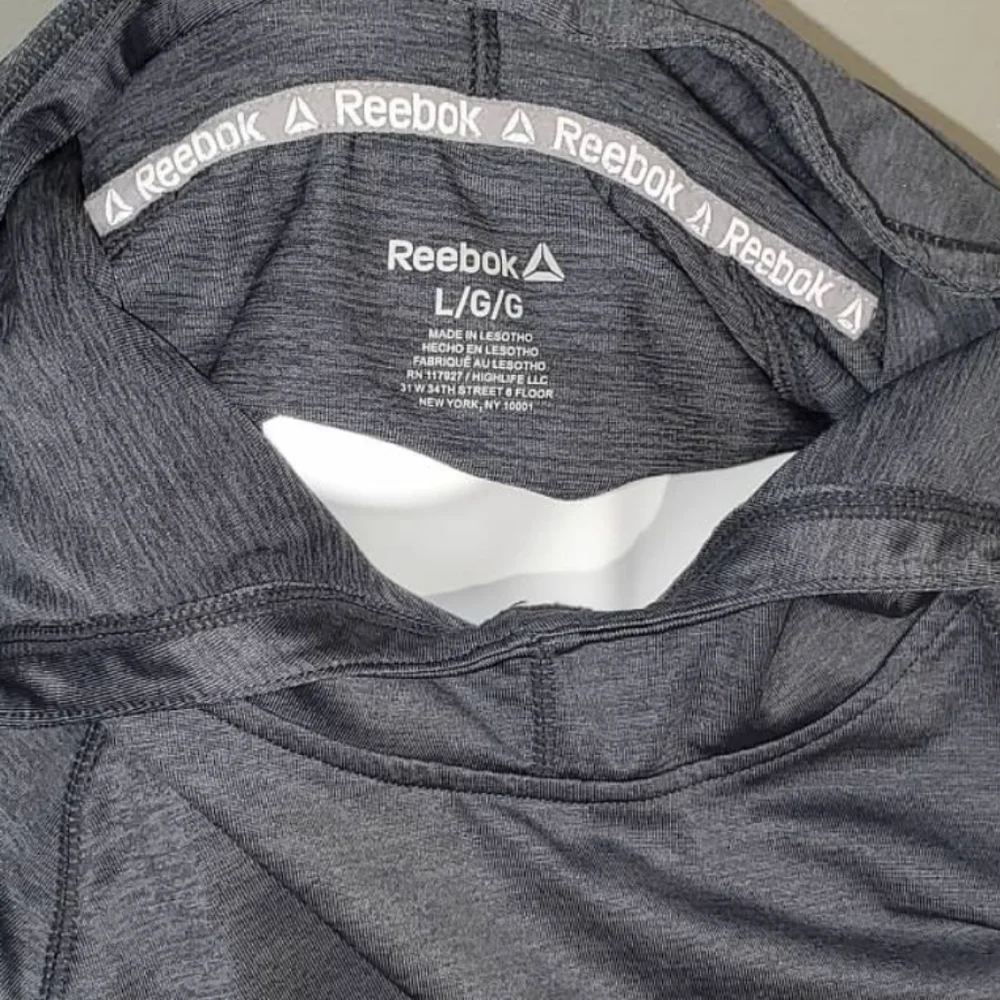 Reebok Reebok Reebok Reebok
Reebok
L/G/G
MADE IN LESOTHO
HECHO EN LESOTHO
FABRIQUÉ AU LESOTHO
RN 117927 / HIGHLIFE LLC
31 W 34TH STREET 6 FLOOR
NEW YORK, NY 10001